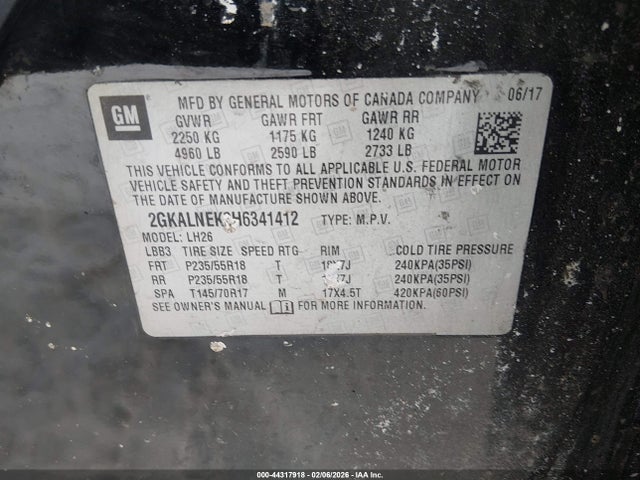 GM
MFD BY GENERAL MOTORS OF CANADA COMPANY 06/17
GVWR GAWR FRT GAWR RR
2250 KG 1175 KG 1240 KG
4960 LB 2590 LB 2733 LB
THIS VEHICLE CONFORMS TO ALL APPLICABLE U.S. FEDERAL MOTOR
VEHICLE SAFETY AND THEFT PREVENTION STANDARDS IN EFFECT ON
THE DATE OF MANUFACTURE SHOWN ABOVE.
TYPE: M.P.V.
MODEL: LH26
LBB3 TIRE SIZE SPEED RTG RIM COLD TIRE PRESSURE
FRT P235/55R18 T 240KPA(35PSI)
RR P235/55R18 T 240KPA(35PSI)
SPA T145/70R17 M 17X4.5T 420KPA(60PSI)
SEE OWNER'S MANUAL FOR MORE INFORMATION.
000-44317918 - 02/06/2026 - IAA Inc.